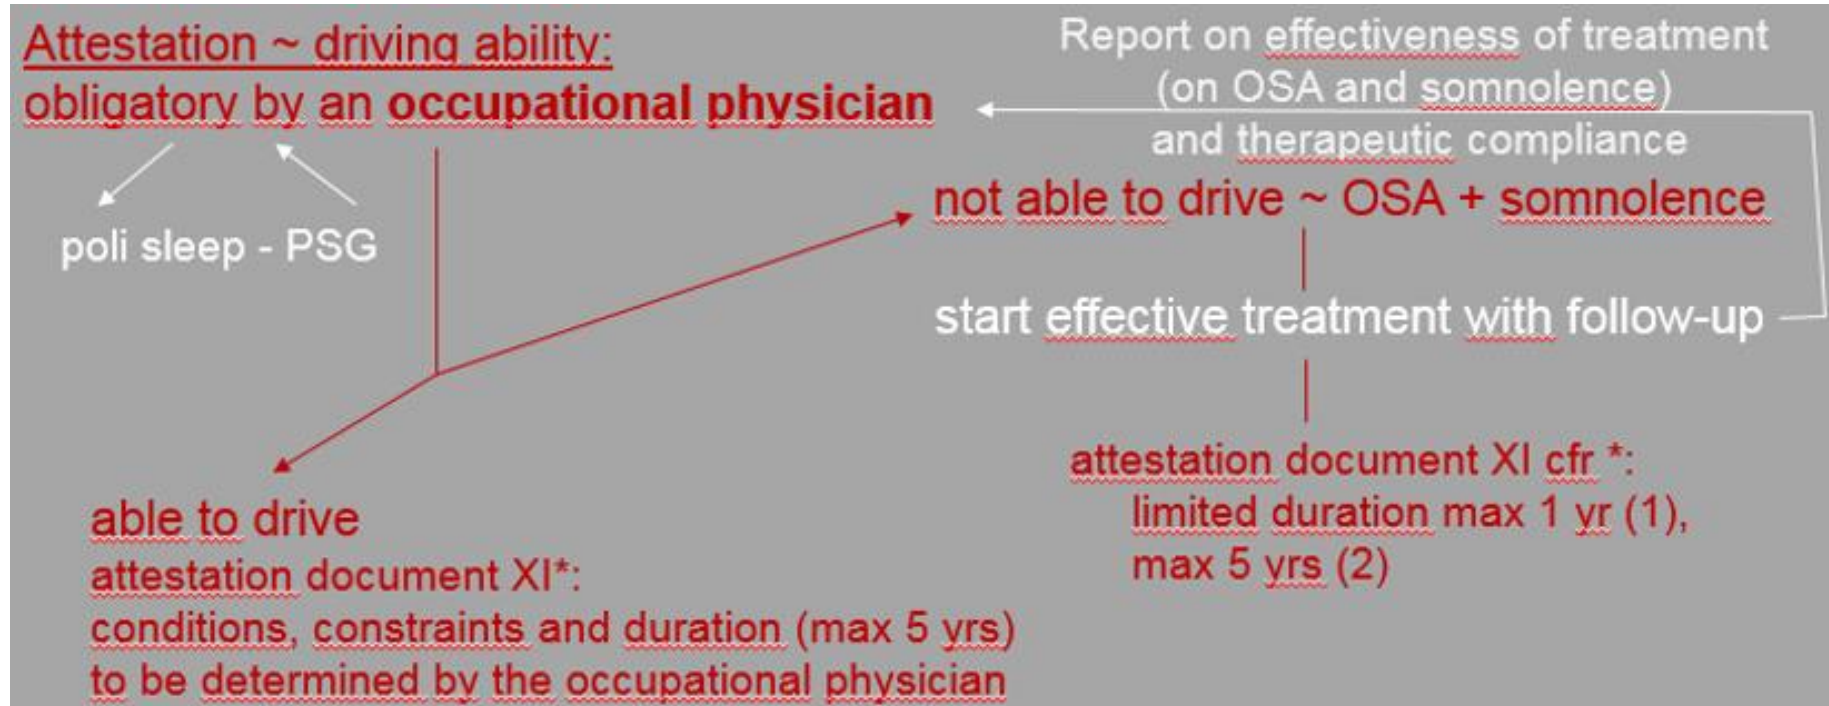 Attestation ~ driving ability:
obligatory by an occupational physician
poli sleep - PSG
Report on effectiveness of treatment
(on OSA and somnolence)
and therapeutic compliance
not able to drive ~ OSA + somnolence
start effective treatment with follow-up
attestation document XI cfr *:
limited duration max 1 yr (1),
max 5 yrs (2)
able to drive
attestation document XI*:
conditions, constraints and duration (max 5 yrs)
to be determined by the occupational physician